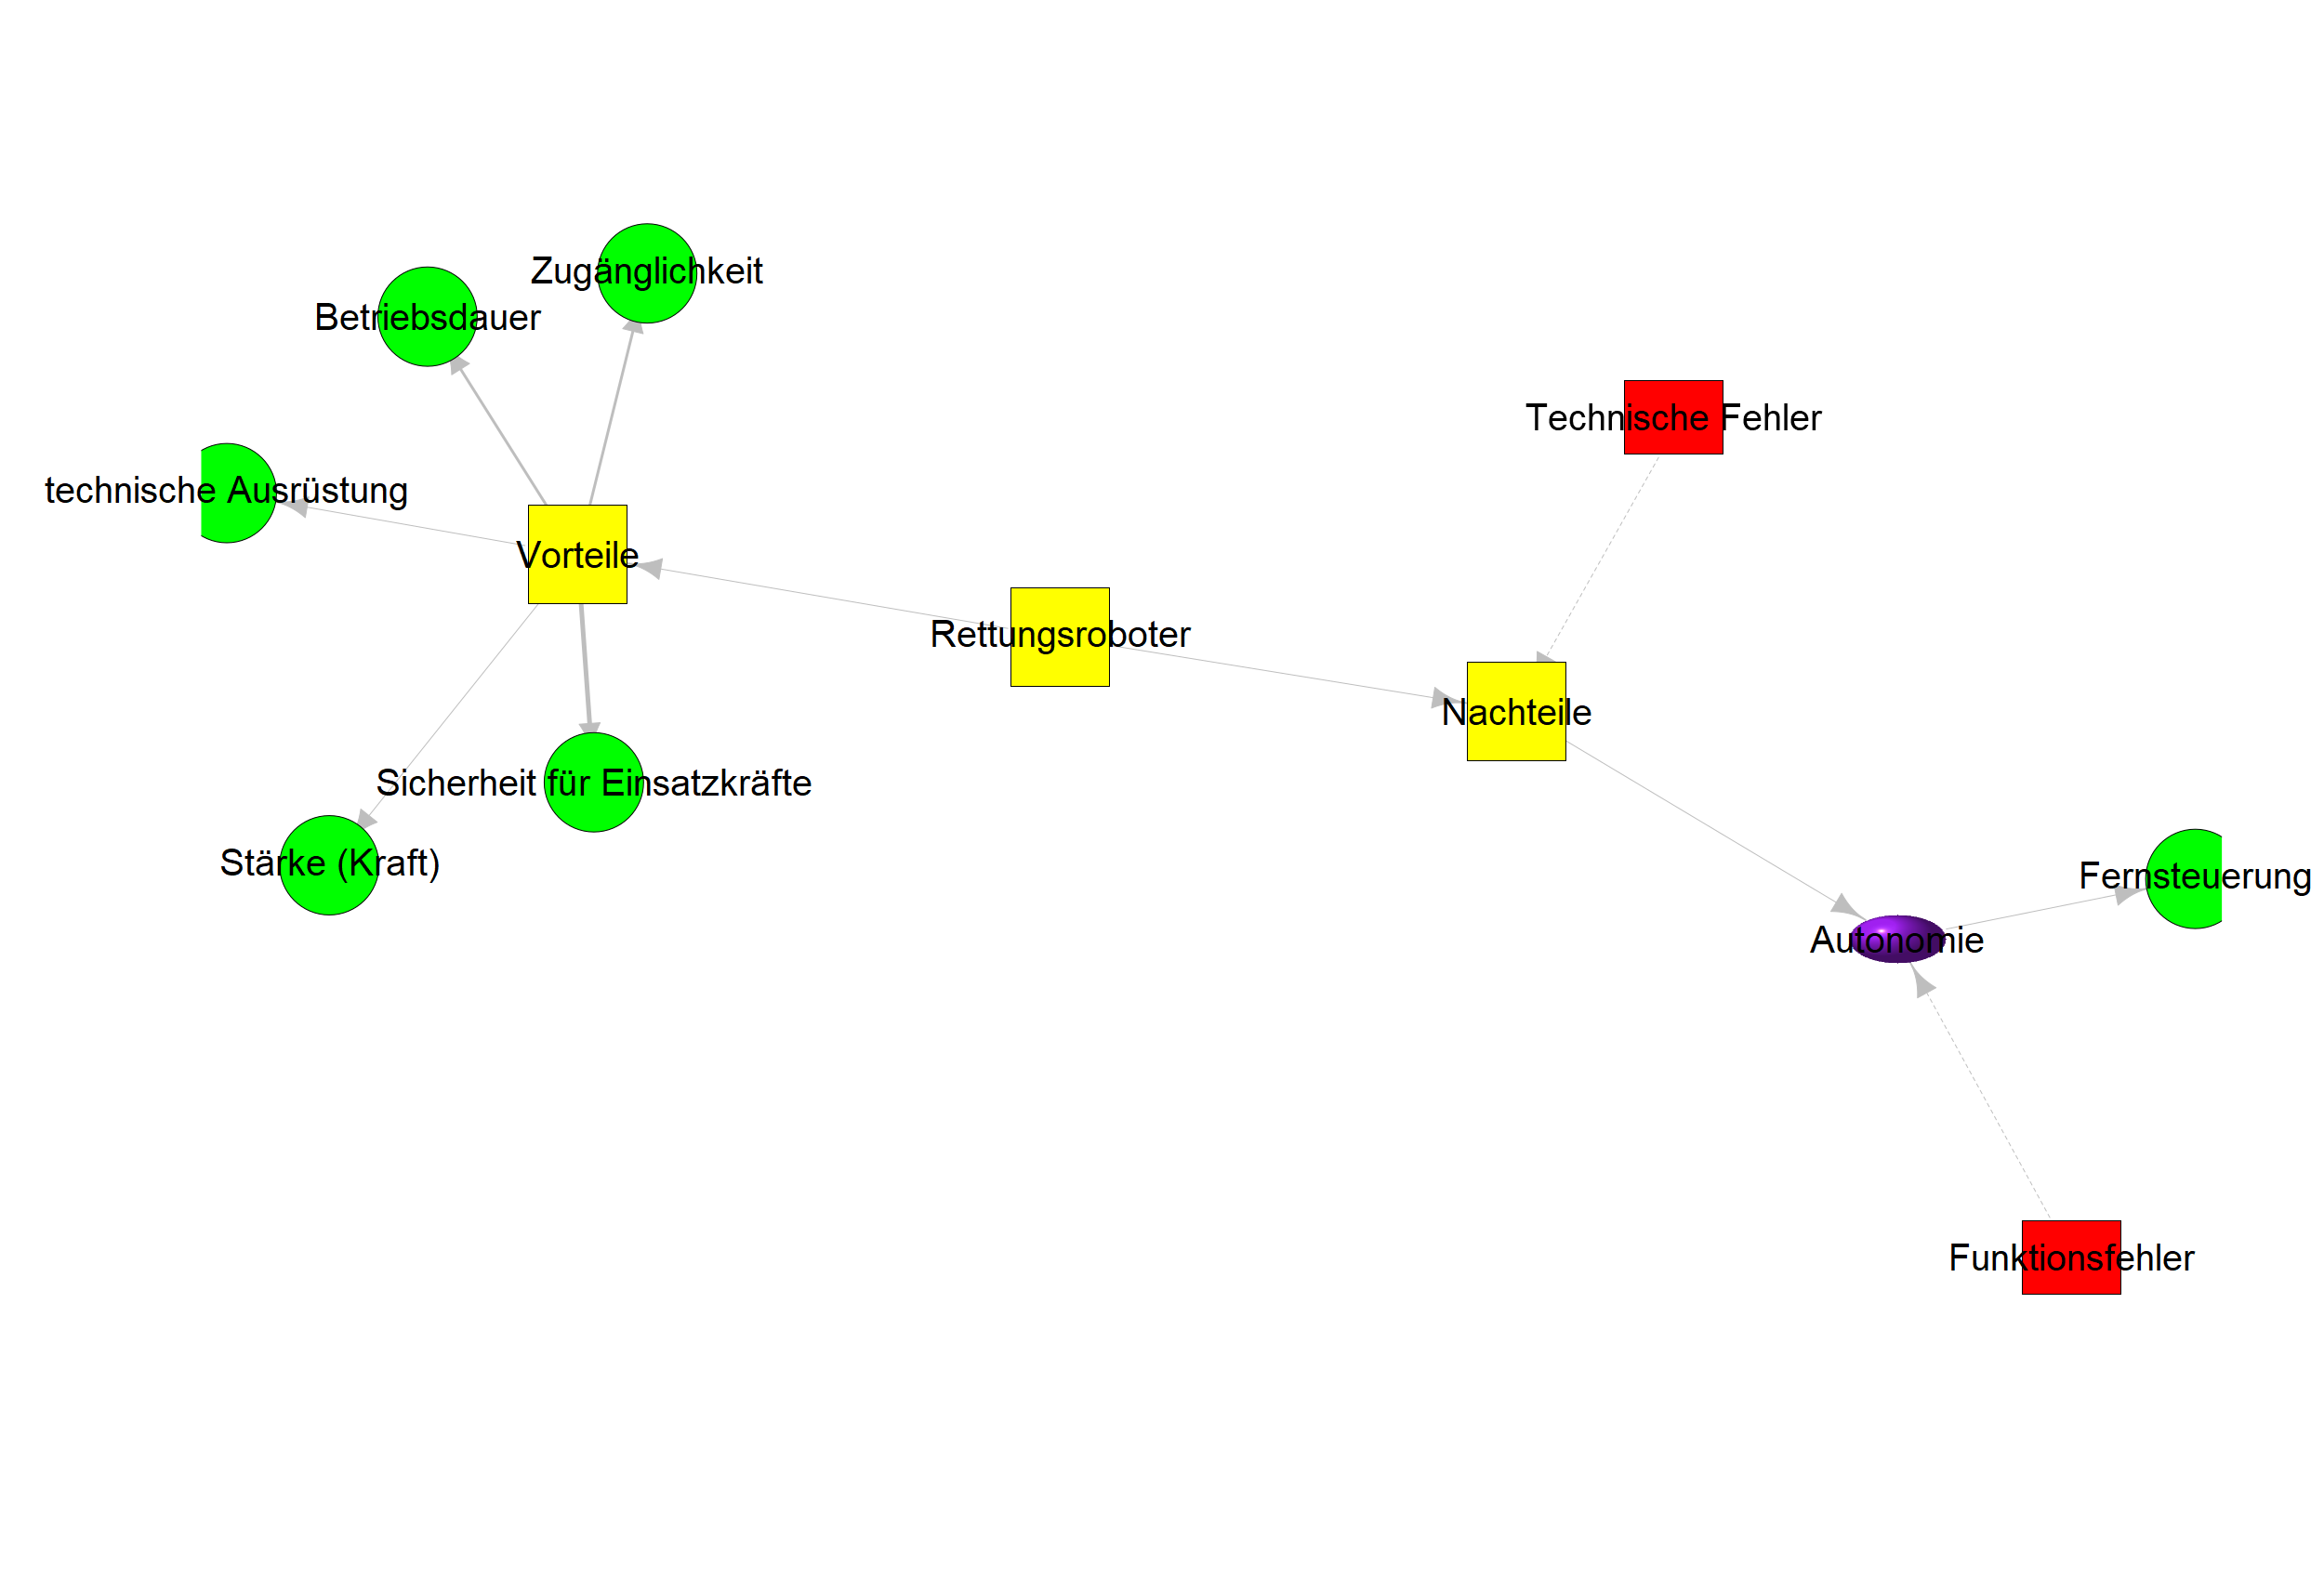 Zugänglichkeit
Betriebsdauer
Technische Fehler
technische Ausrüstung
Vorteile
Rettungsroboter
Nachteile
Sicherheit für Einsatzkräfte
Stärke (Kraft)
Fernsteuerung
Autonomie
Funktionsfehler